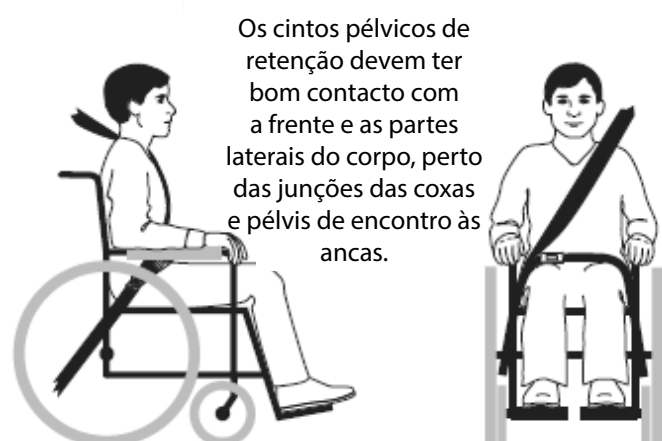 Os cintos pélvicos de
retenção devem ter
bom contacto com
a frente e as partes
laterais do corpo, perto
das junções das coxas
e pélvis de encontro às
ancas.